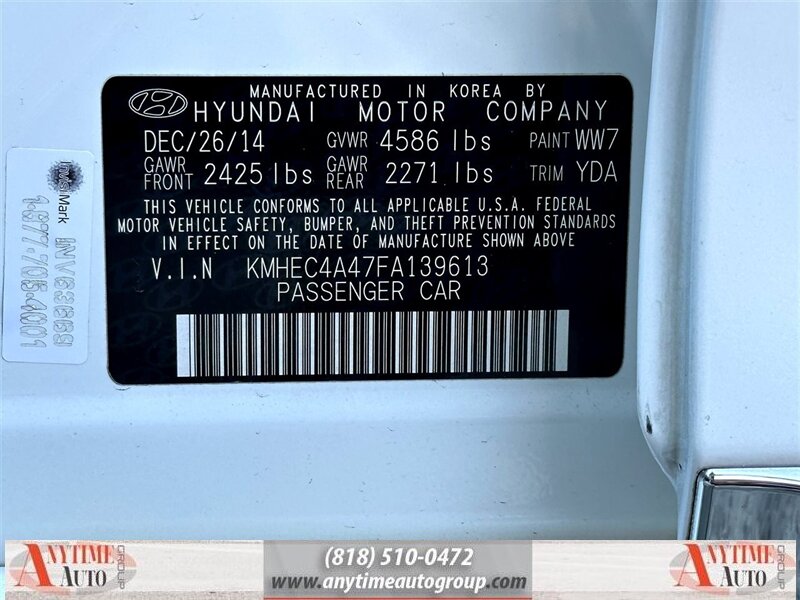 MANUFACTURED IN KOREA BY
HYUNDAI MOTOR COMPANY
DEC/26/14 GVWR 4586 lbs PAINT WW7
GAWR FRONT 2425 lbs GAWR REAR 2271 lbs TRIM YDA
THIS VEHICLE CONFORMS TO ALL APPLICABLE U.S.A. FEDERAL
MOTOR VEHICLE SAFETY, BUMPER, AND THEFT PREVENTION STANDARDS
IN EFFECT ON THE DATE OF MANUFACTURE SHOWN ABOVE.
V.I.N KMHEC4A47FA139613
PASSENGER CAR
InvisiMark
ANYTIME AUTO GROUP
(818) 510-0472
www.anytimeautogroup.com
ANYTIME AUTO GROUP